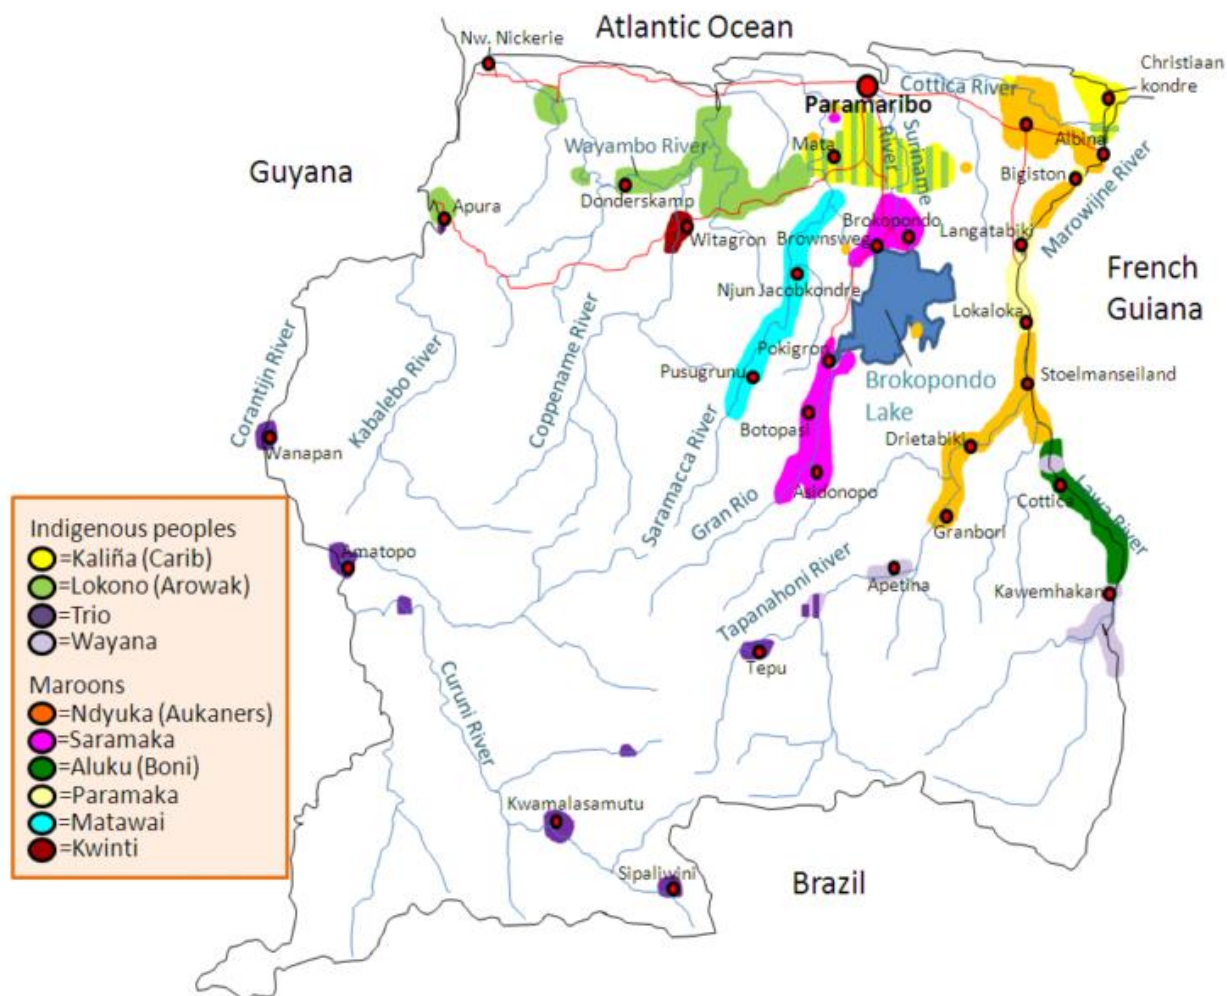 Atlantic Ocean
Nw. Nickerie
Christiaan
kondre
Cottica River
Paramaribo
Suriname
River
Mata
Albina
Wayambo River
Guyana
Bigiston
Marowijne River
Donderskamp
Apura
Brokopondo
Langatabiki
Witagron
Brownsweg
French
Guiana
Njun Jacobkondre
Lokaloka
Coppename River
Corantijn River
Kabalebo River
Pokigron
Pusugrunu
Stoelmanseiland
Brokopondo
Lake
Botopasi
Drietabiki
Wanapan
Saramacca River
Asidonopo
Gran Rio
Cottica
Lawa River
Granborl
Indigenous peoples
=Kaliña (Carib)
=Lokono (Arowak)
=Trio
=Wayana
Maroons
=Ndyuka (Aukaners)
=Saramaka
=Aluku (Boni)
=Paramaka
=Matawai
=Kwinti
Amatopo
Tapanahoni River
Apetina
Kawemhakan
Tepu
Curuni River
Kwamalasamutu
Sipaliwini
Brazil